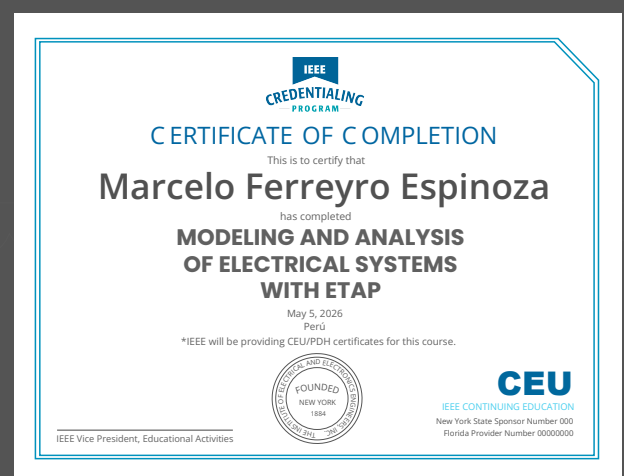 IEEE
CREDENTIALING
PROGRAM
CERTIFICATE OF COMPLETION
This is to certify that
Marcelo Ferreyro Espinoza
has completed
MODELING AND ANALYSIS
OF ELECTRICAL SYSTEMS
WITH ETAP
May 5, 2026
Perú
*IEEE will be providing CEU/PDH certificates for this course.
THE INSTITUTE OF ELECTRICAL AND ELECTRONICS ENGINEERS, INC.
FOUNDED
NEW YORK
1884
CEU
IEEE CONTINUING EDUCATION
New York State Sponsor Number 000
Florida Provider Number 00000000
IEEE Vice President, Educational Activities